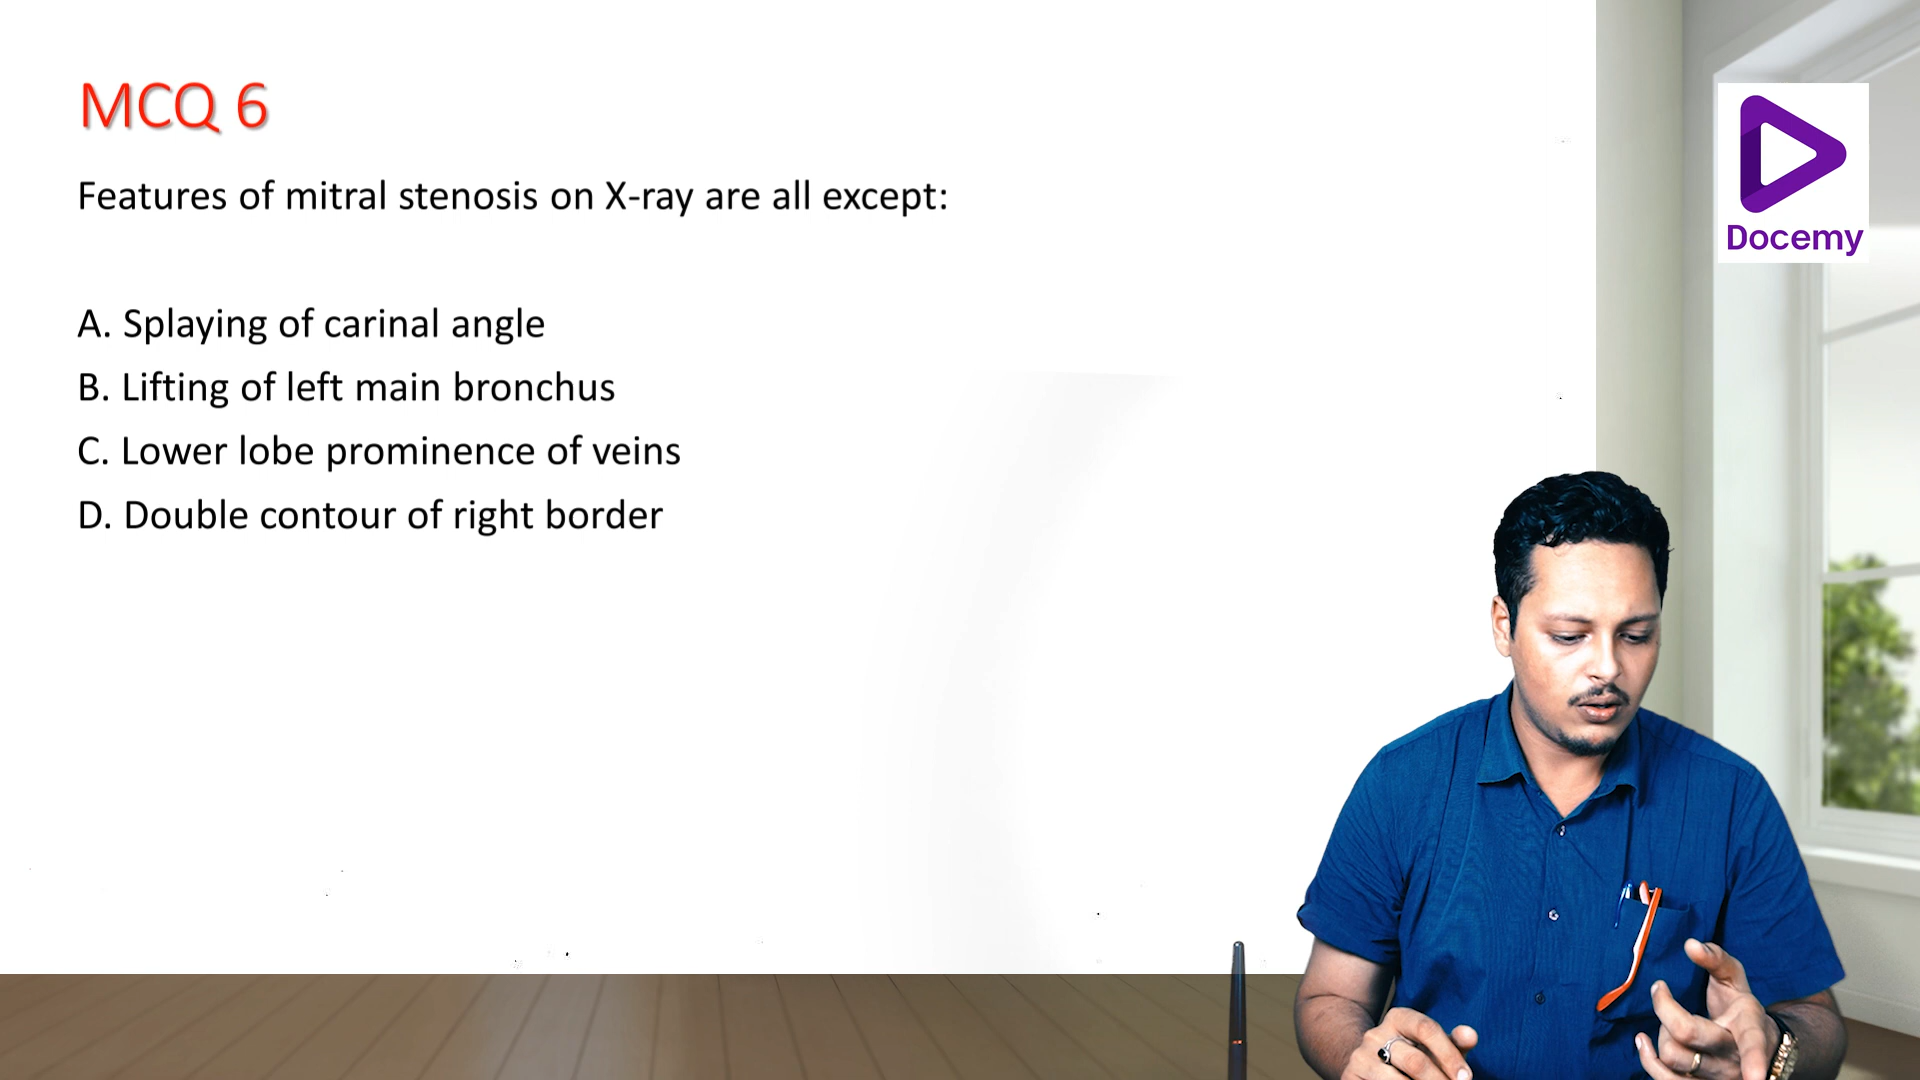 MCQ 6
Features of mitral stenosis on X-ray are all except:
A. Splaying of carinal angle
B. Lifting of left main bronchus
C. Lower lobe prominence of veins
D. Double contour of right border
Docemy